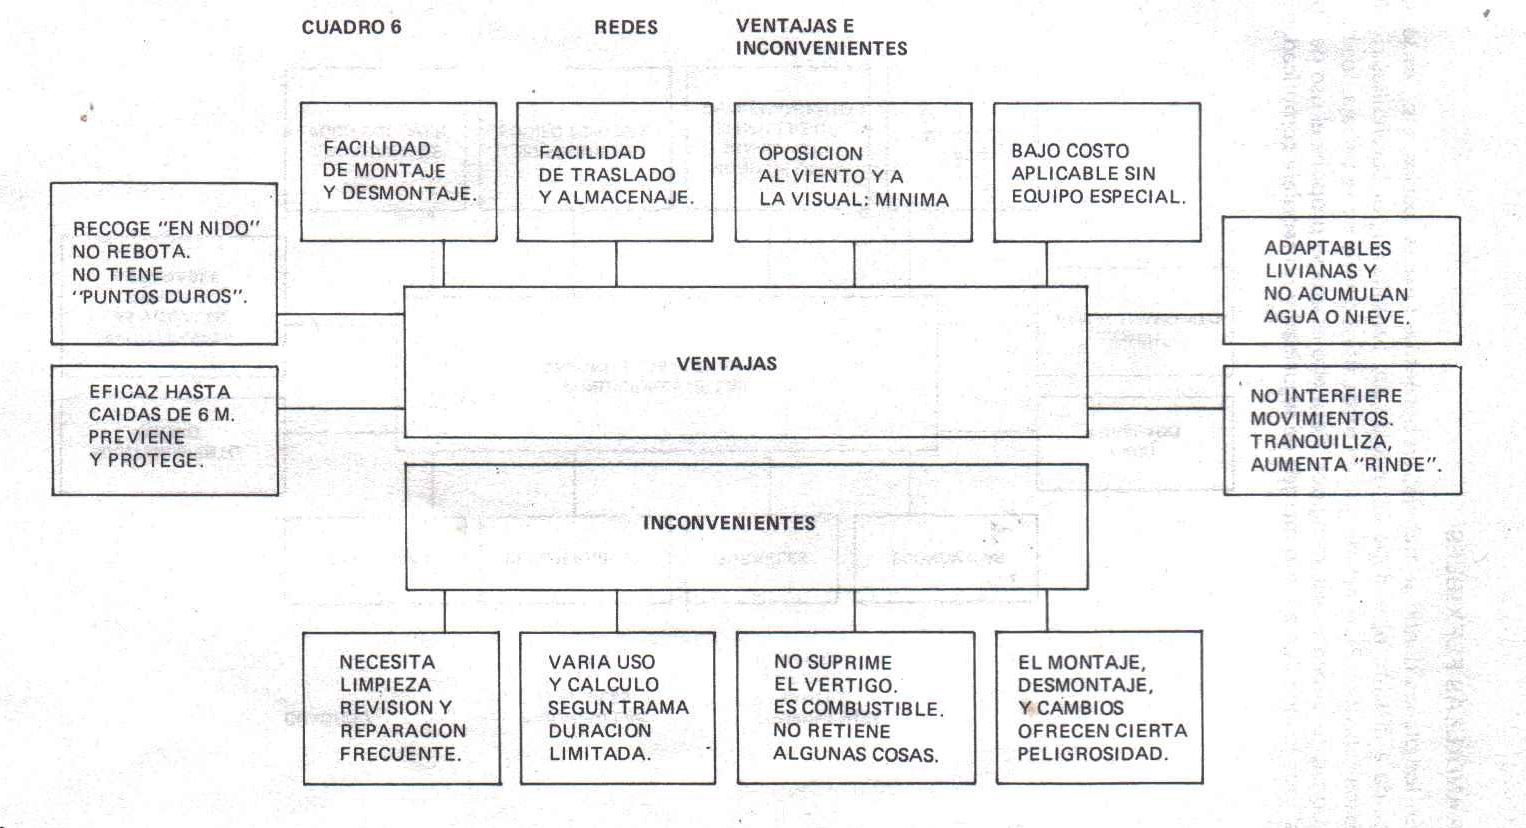 CUADRO 6
REDES
VENTAJAS E
INCONVENIENTES
FACILIDAD
DE MONTAJE
Y DESMONTAJE.
FACILIDAD
DE TRASLADO
Y ALMACENAJE.
OPOSICION
AL VIENTO Y A
LA VISUAL: MINIMA
BAJO COSTO
APLICABLE SIN
EQUIPO ESPECIAL.
RECOGE "EN NIDO"
NO REBOTA.
NO TIENE
"PUNTOS DUROS".
ADAPTABLES
LIVIANAS Y
NO ACUMULAN
AGUA O NIEVE.
VENTAJAS
EFICAZ HASTA
CAIDAS DE 6 M.
PREVIENE
Y PROTEGE.
NO INTERFIERE
MOVIMIENTOS.
TRANQUILIZA,
AUMENTA "RINDE".
INCONVENIENTES
NECESITA
LIMPIEZA
REVISION Y
REPARACION
FRECUENTE.
VARIA USO
Y CALCULO
SEGUN TRAMA
DURACION
LIMITADA.
NO SUPRIME
EL VERTIGO.
ES COMBUSTIBLE.
NO RETIENE
ALGUNAS COSAS.
EL MONTAJE,
DESMONTAJE,
Y CAMBIOS
OFRECEN CIERTA
PELIGROSIDAD.